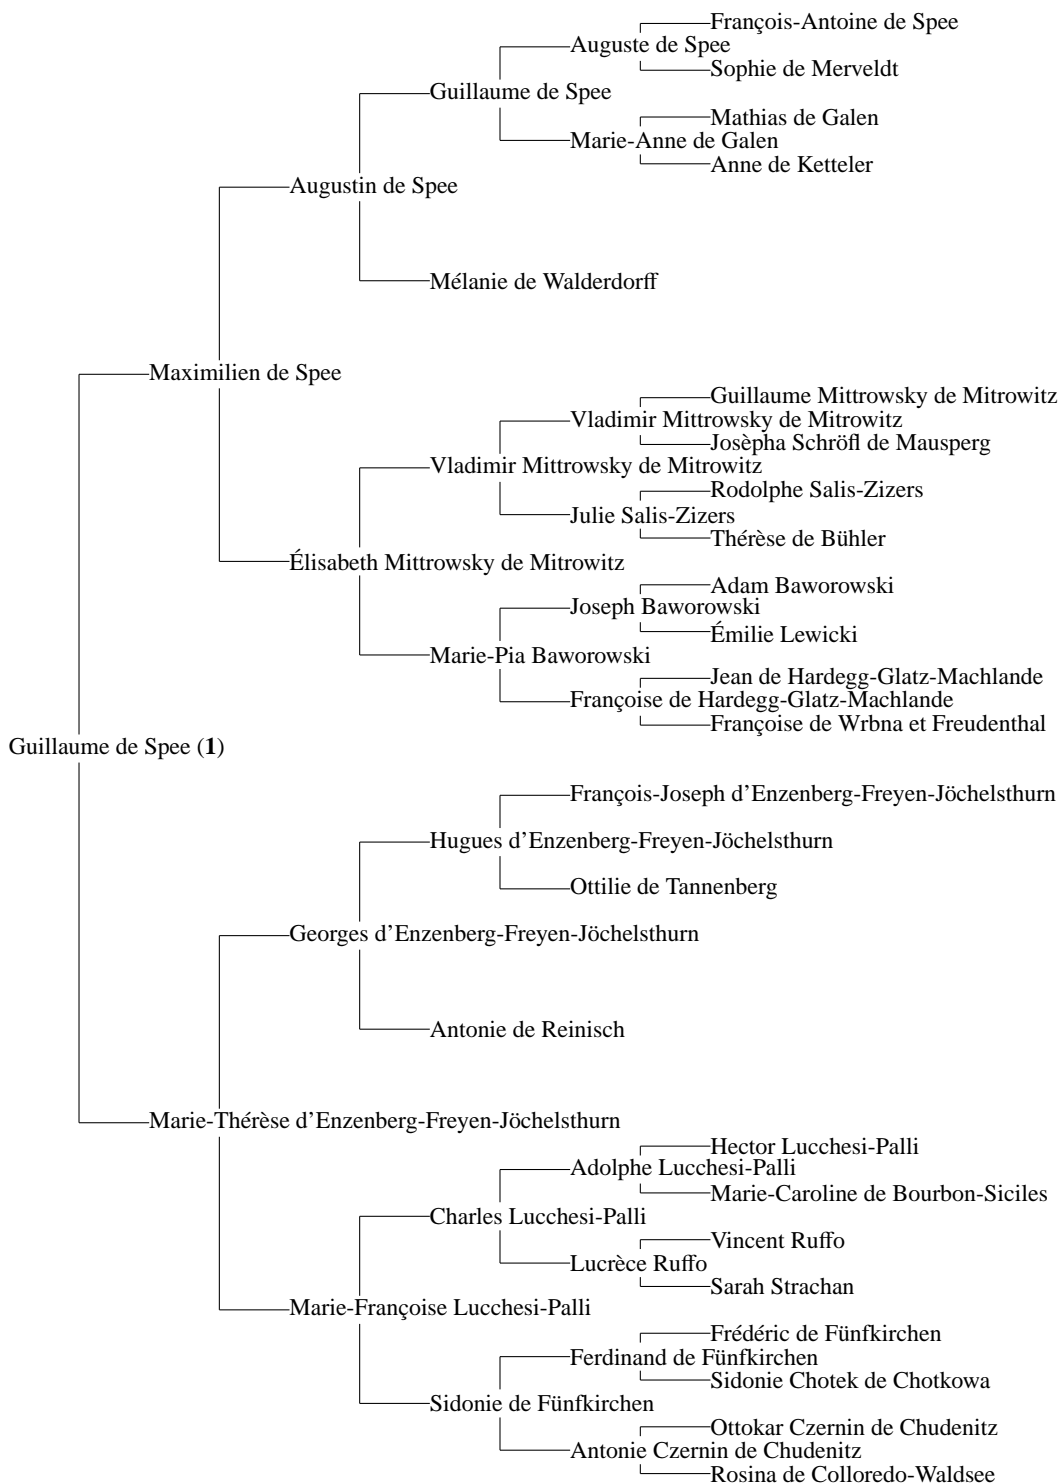 François-Antoine de Spee
Auguste de Spee
Sophie de Merveldt
Guillaume de Spee
Mathias de Galen
Marie-Anne de Galen
Anne de Ketteler
Augustin de Spee
Mélanie de Walderdorff
Maximilien de Spee
Guillaume Mittrowsky de Mitrowitz
Vladimir Mittrowsky de Mitrowitz
Josèpha Schröfl de Mausperg
Vladimir Mittrowsky de Mitrowitz
Rodolphe Salis-Zizers
Julie Salis-Zizers
Thérèse de Bühler
Élisabeth Mittrowsky de Mitrowitz
Adam Baworowski
Joseph Baworowski
Émilie Lewicki
Marie-Pia Baworowski
Jean de Hardegg-Glatz-Machlande
Françoise de Hardegg-Glatz-Machlande
Françoise de Wrbna et Freudenthal
Guillaume de Spee (1)
François-Joseph d'Enzenberg-Freyen-Jöchelsthurn
Hugues d'Enzenberg-Freyen-Jöchelsthurn
Ottilie de Tannenberg
Georges d'Enzenberg-Freyen-Jöchelsthurn
Antonie de Reinisch
Marie-Thérèse d'Enzenberg-Freyen-Jöchelsthurn
Hector Lucchesi-Palli
Adolphe Lucchesi-Palli
Marie-Caroline de Bourbon-Siciles
Charles Lucchesi-Palli
Vincent Ruffo
Lucrèce Ruffo
Sarah Strachan
Marie-Françoise Lucchesi-Palli
Frédéric de Fünfkirchen
Ferdinand de Fünfkirchen
Sidonie Chotek de Chotkowa
Sidonie de Fünfkirchen
Ottokar Czernin de Chudenitz
Antonie Czernin de Chudenitz
Rosina de Colloredo-Waldsee